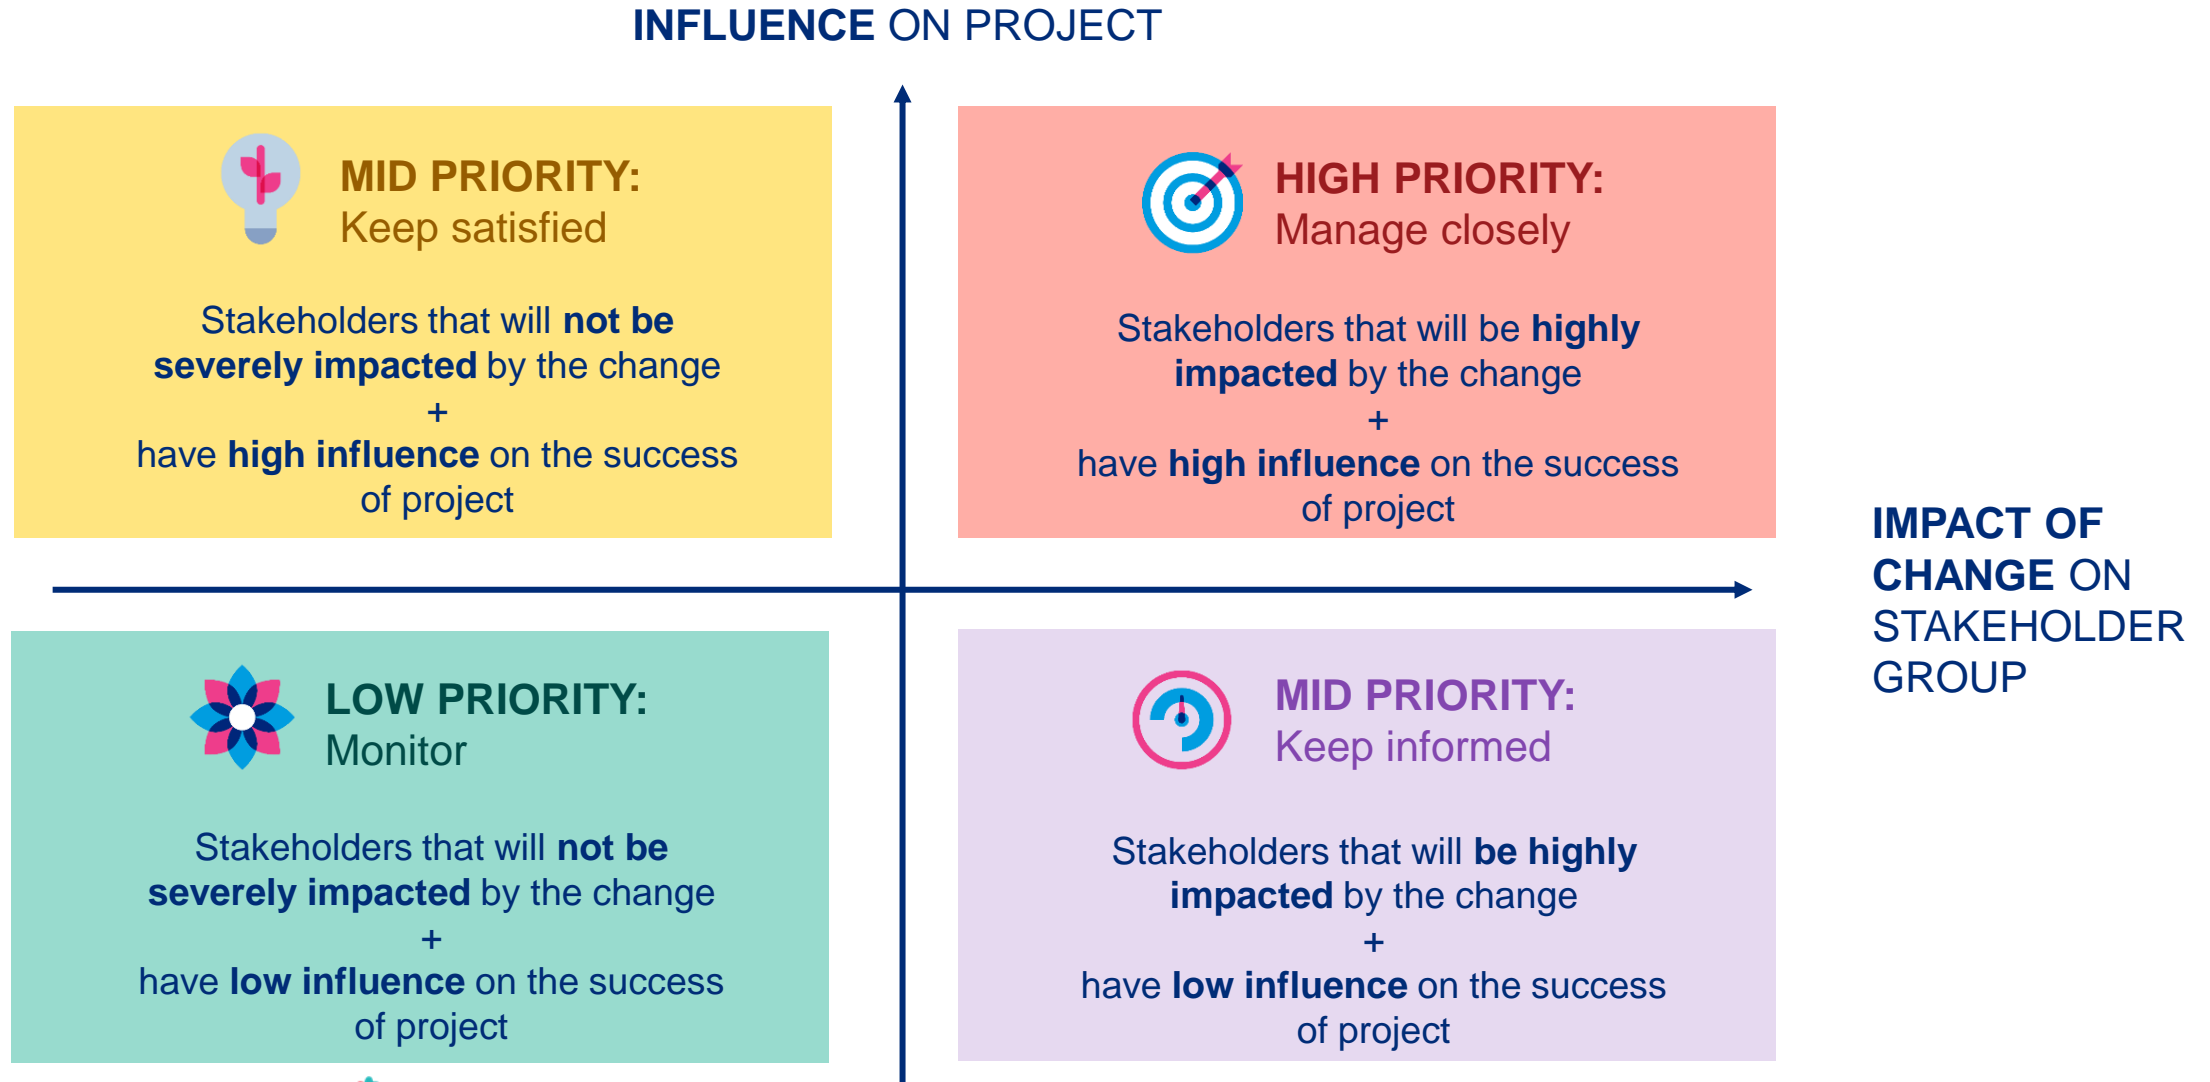 INFLUENCE ON PROJECT
MID PRIORITY:
Keep satisfied
Stakeholders that will not be
severely impacted by the change
+
have high influence on the success
of project
HIGH PRIORITY:
Manage closely
Stakeholders that will be highly
impacted by the change
+
have high influence on the success
of project
IMPACT OF
CHANGE ON
STAKEHOLDER
GROUP
LOW PRIORITY:
Monitor
Stakeholders that will not be
severely impacted by the change
+
have low influence on the success
of project
MID PRIORITY:
Keep informed
Stakeholders that will be highly
impacted by the change
+
have low influence on the success
of project